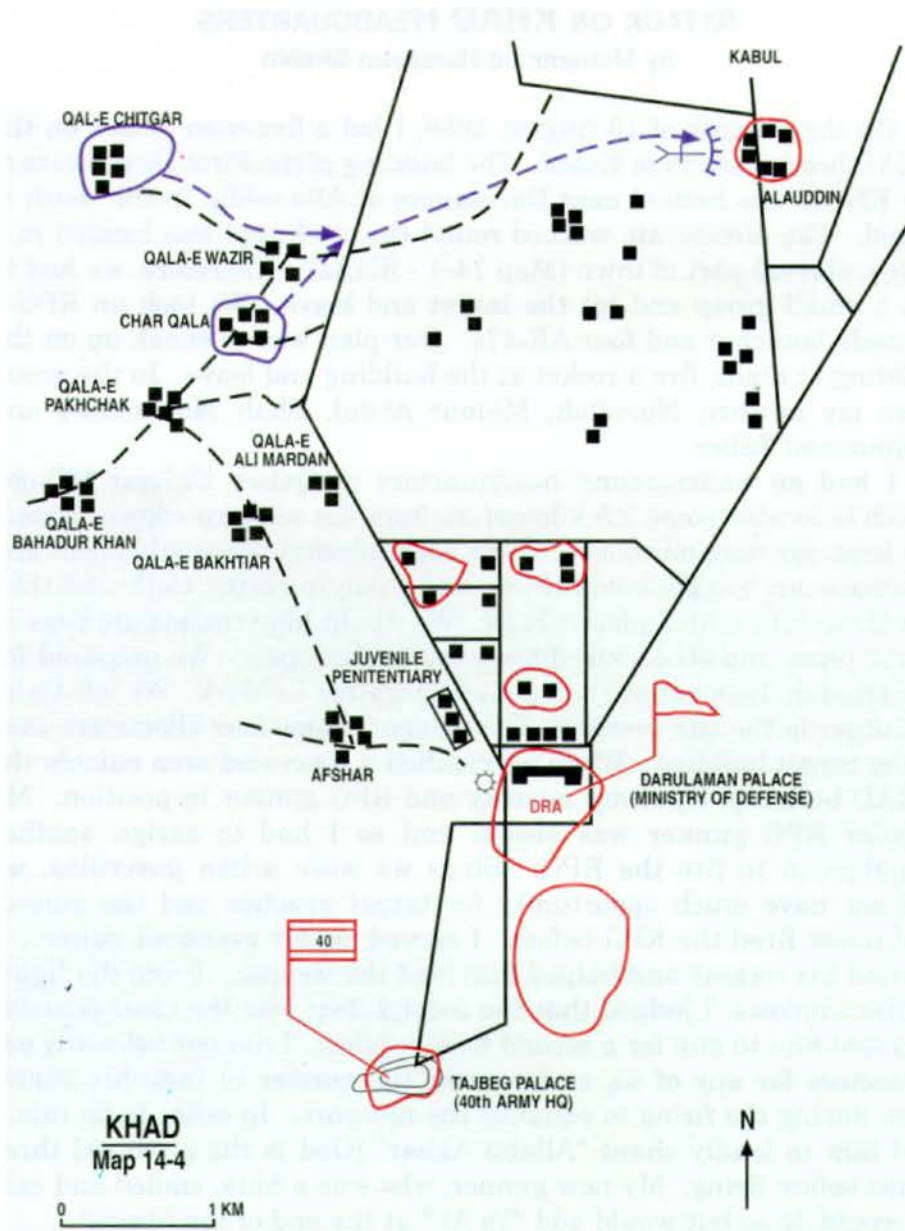 KABUL
QAL-E CHITGAR
ALAUDDIN
QALA-E WAZIR
CHAR QALA
QALA-E
PAKHCHAK
QALA-E
ALI MARDAN
QALA-E
BAHADUR KHAN
QALA-E BAKHTIAR
JUVENILE
PENITENTIARY
AFSHAR
DRA
DARULAMAN PALACE
(MINISTRY OF DEFENSE)
40
TAJBEG PALACE
(40th ARMY HQ)
KHAD
Map 14-4
N
0 1 KM